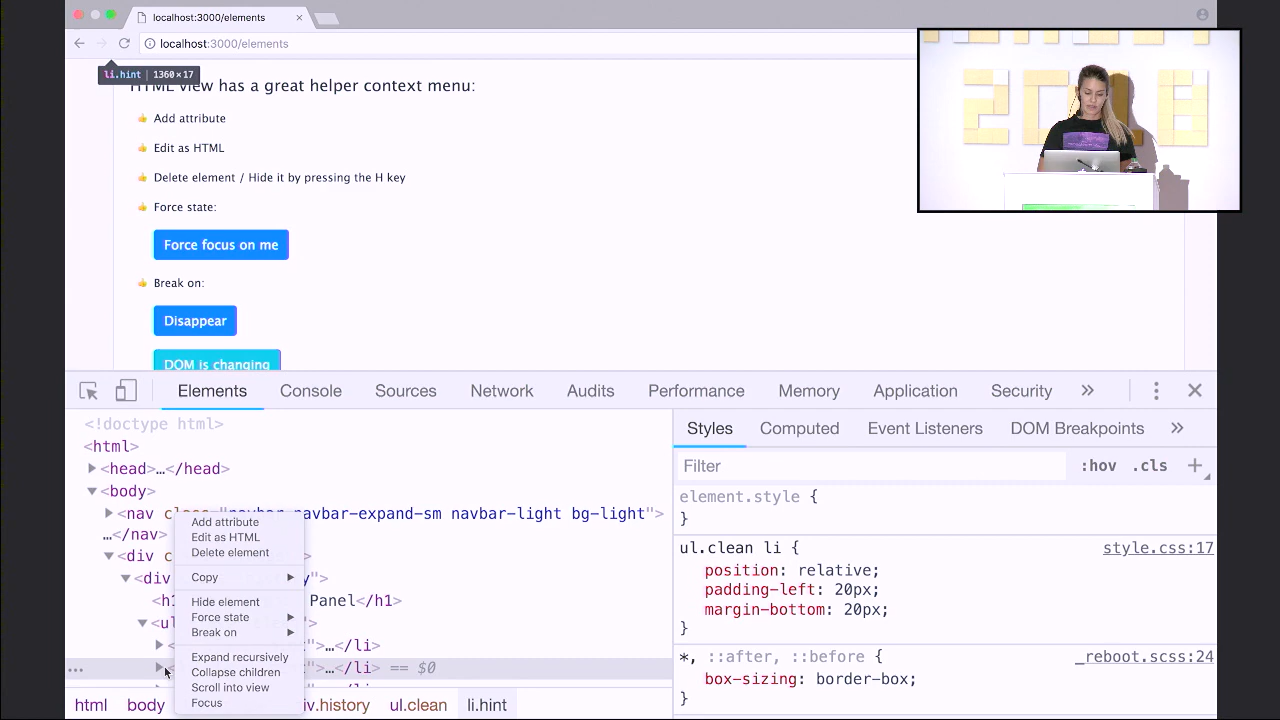 localhost:3000/elements
localhost:3000/elements
li.hint | 1360×17
HTML view has a great helper context menu:
Add attribute
Edit as HTML
Delete element / Hide it by pressing the H key
Force state:
Force focus on me
Break on:
Disappear
DOM is changing
2018
Elements Console Sources Network Audits Performance Memory Application Security »
<!doctype html>
<html>
<head>…</head>
<body>
<nav class="navbar navbar-expand-sm navbar-light bg-light">
…</nav>
<div c
<div y">
<h1 Panel</h1>
<ul
">…</li>
">…</li> == $0
Add attribute
Edit as HTML
Delete element
Copy
Hide element
Force state
Break on
Expand recursively
Collapse children
Scroll into view
Focus
html body iv.history ul.clean li.hint
Styles Computed Event Listeners DOM Breakpoints »
Filter :hov .cls +
element.style {
}
ul.clean li { style.css:17
position: relative;
padding-left: 20px;
margin-bottom: 20px;
}
*, ::after, ::before { _reboot.scss:24
box-sizing: border-box;
}